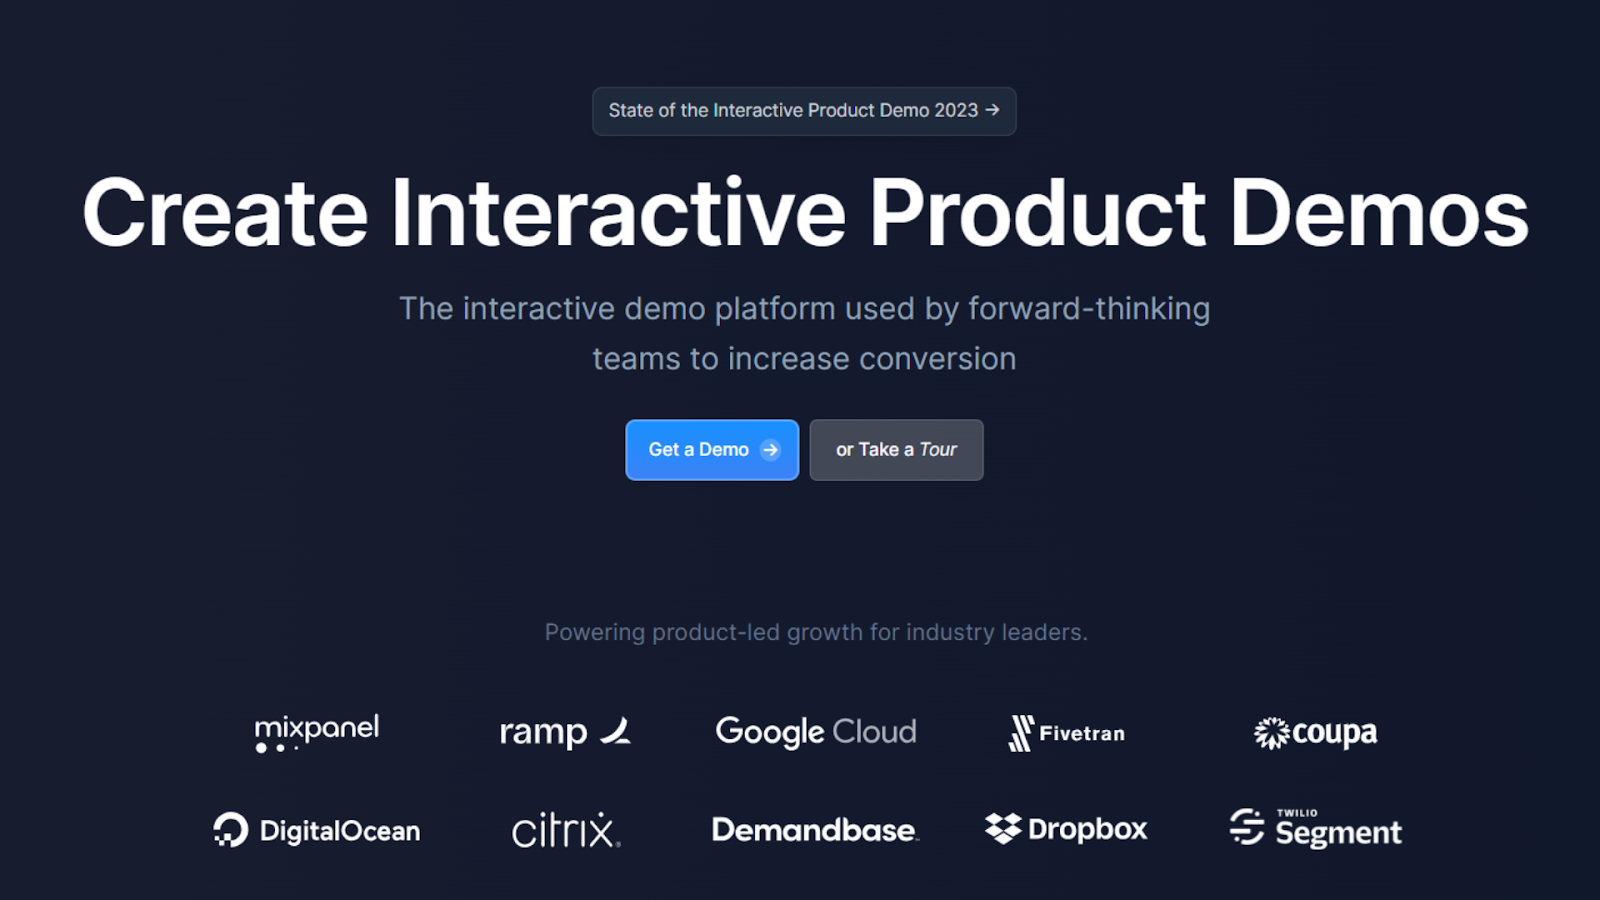 State of the Interactive Product Demo 2023 →
Create Interactive Product Demos
The interactive demo platform used by forward-thinking
teams to increase conversion
Get a Demo → or Take a Tour
Powering product-led growth for industry leaders.
mixpanel ramp Google Cloud Fivetran coupa
DigitalOcean citrix® Demandbase™ Dropbox TWILIO Segment